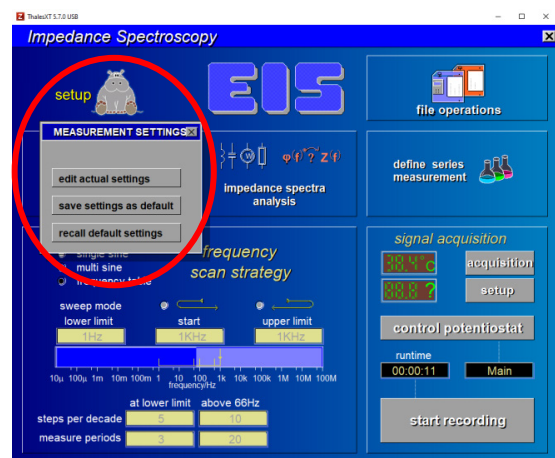 ThalesXT 5.7.0 USB
Impedance Spectroscopy
setup
EIS
file operations
MEASUREMENT SETTINGS
edit actual settings
save settings as default
recall default settings
φ(f) ? Z(f)
impedance spectra
analysis
define series
measurement
single sine
multi sine
frequency table
frequency
scan strategy
sweep mode
lower limit
start
upper limit
1Hz
1KHz
1KHz
10µ 100µ 1m 10m 100m 1 10 100 1k 10k 100k 1M 10M 100M
frequency/Hz
at lower limit above 66Hz
steps per decade 5 10
measure periods 3 20
signal acquisition
acquisition
setup
control potentiostat
runtime
00:00:11 Main
start recording